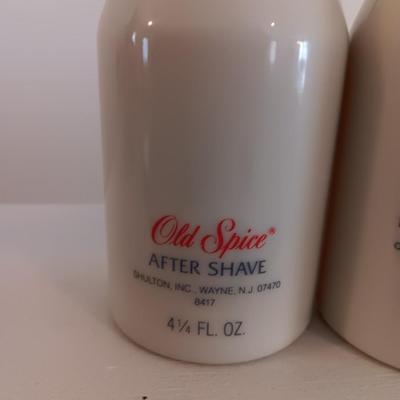 Old Spice®
AFTER SHAVE
SHULTON, INC., WAYNE, N.J. 07470
8417
4¼ FL. OZ.